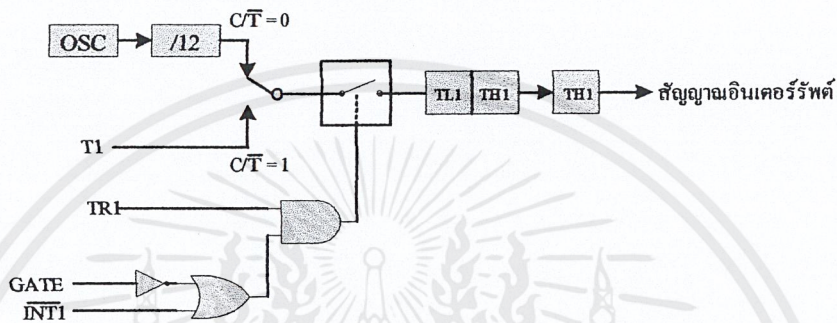 C/T̅ = 0
OSC
/12
TL1
TH1
TH1
สัญญาณอินเตอร์รัพต์
T1
C/T̅ = 1
TR1
GATE
I̅N̅T̅1̅